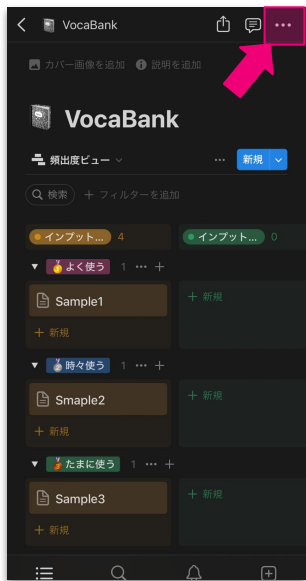 VocaBank
カバー画像を追加 説明を追加
VocaBank
頻出度ビュー 新規
検索 + フィルターを追加
インプット... 4 インプット... 0
よく使う 1
Sample1
+ 新規
+ 新規
時々使う 1
Smaple2
+ 新規
+ 新規
たまに使う 1
Sample3
+ 新規
+ 新規